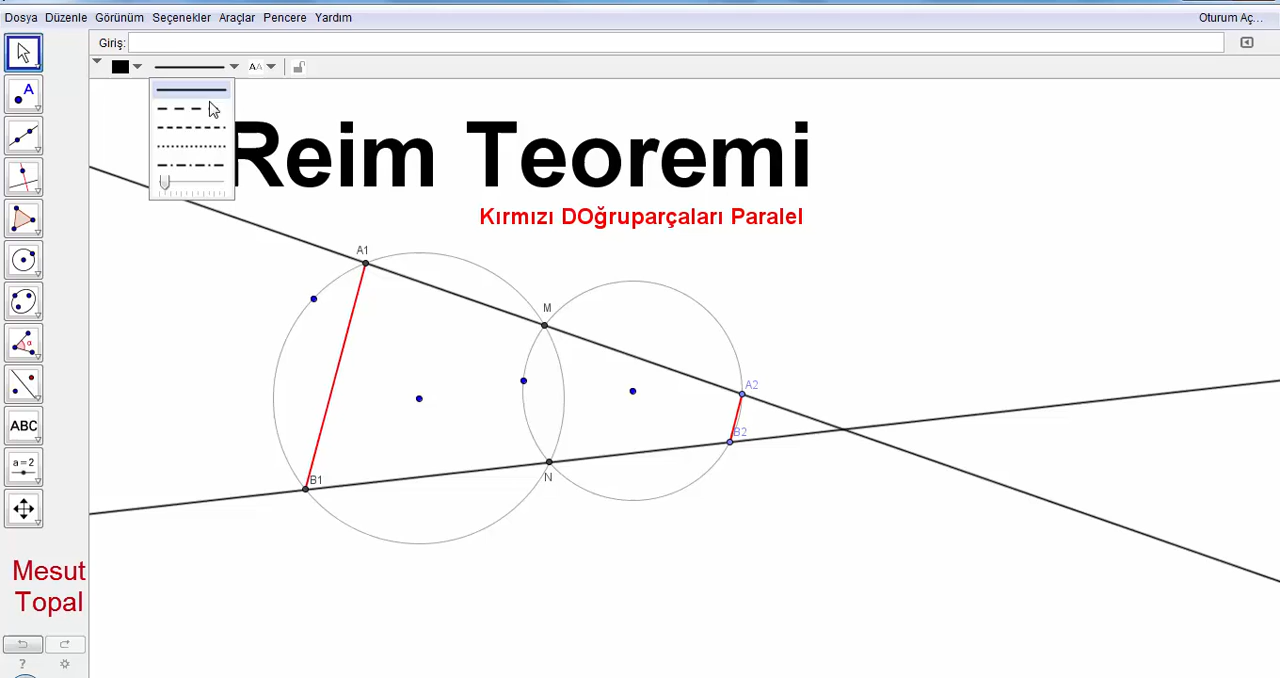 Dosya Düzenle Görünüm Seçenekler Araçlar Pencere Yardım Oturum Aç...
Giriş:
AA
A
ABC
a=2
α
Reim Teoremi
Kırmızı DOğruparçaları Paralel
A1
M
A2
B2
N
B1
Mesut
Topal
?